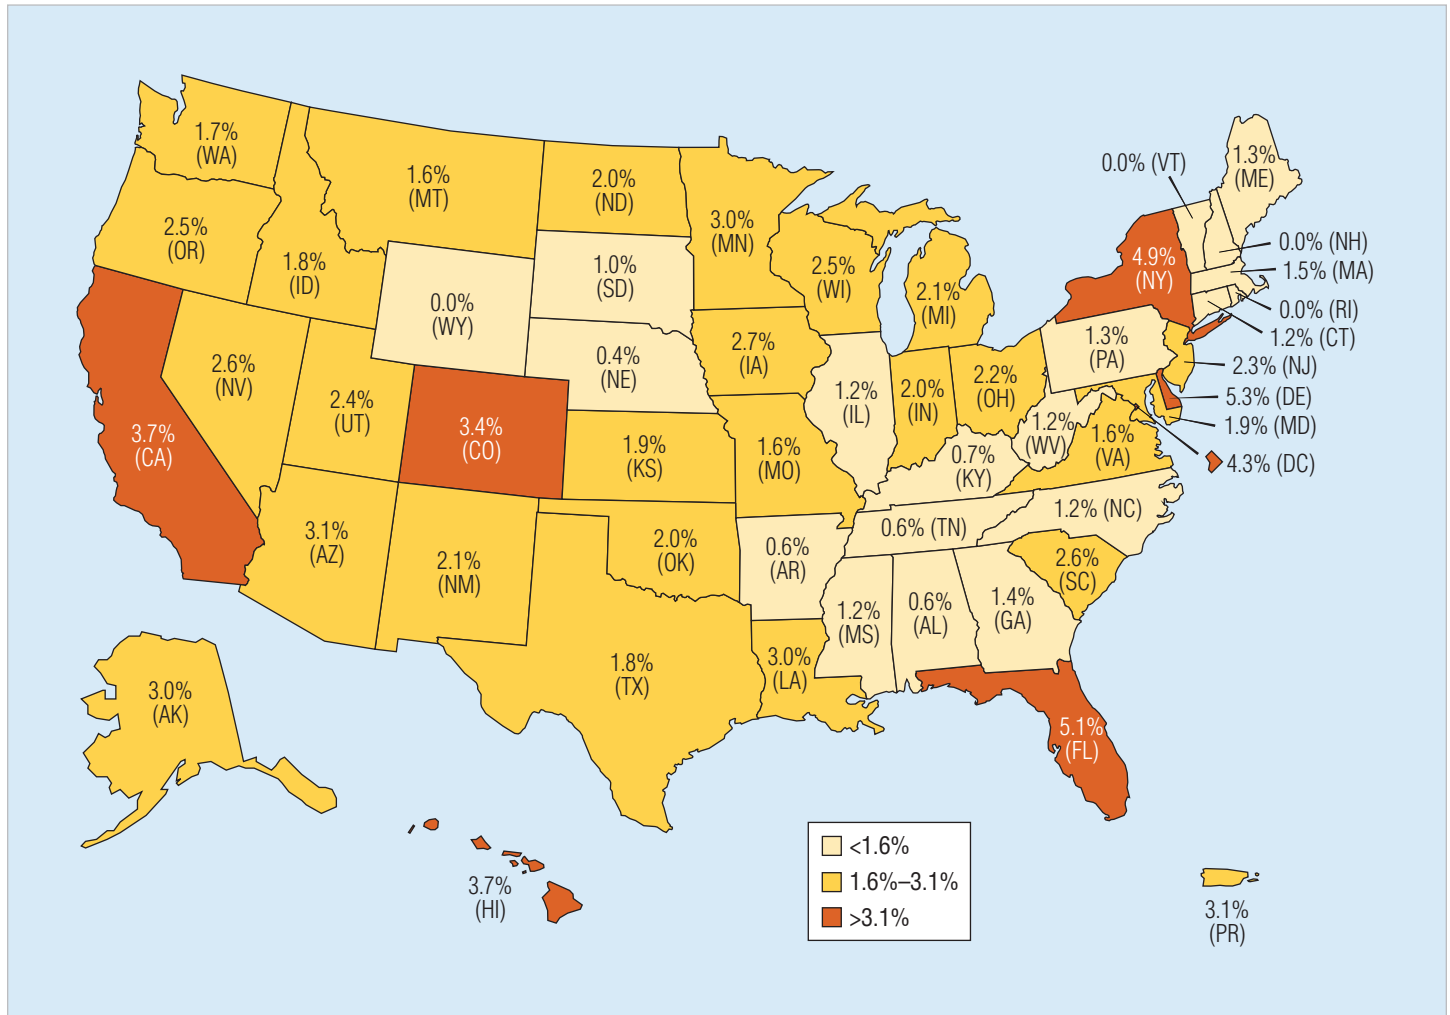 1.7%
(WA)
1.6%
(MT)
2.0%
(ND)
3.0%
(MN)
0.0% (VT)
1.3%
(ME)
2.5%
(OR)
1.8%
(ID)
0.0%
(WY)
1.0%
(SD)
2.5%
(WI)
2.1%
(MI)
4.9%
(NY)
0.0% (NH)
1.5% (MA)
0.0% (RI)
1.2% (CT)
2.3% (NJ)
5.3% (DE)
1.9% (MD)
4.3% (DC)
2.6%
(NV)
2.4%
(UT)
0.4%
(NE)
2.7%
(IA)
1.2%
(IL)
2.0%
(IN)
2.2%
(OH)
1.3%
(PA)
3.7%
(CA)
3.4%
(CO)
1.9%
(KS)
1.6%
(MO)
0.7%
(KY)
1.2%
(WV)
1.6%
(VA)
3.1%
(AZ)
2.1%
(NM)
2.0%
(OK)
0.6%
(AR)
0.6% (TN)
1.2% (NC)
2.6%
(SC)
1.8%
(TX)
3.0%
(LA)
1.2%
(MS)
0.6%
(AL)
1.4%
(GA)
5.1%
(FL)
3.0%
(AK)
3.7%
(HI)
<1.6%
1.6%–3.1%
>3.1%
3.1%
(PR)